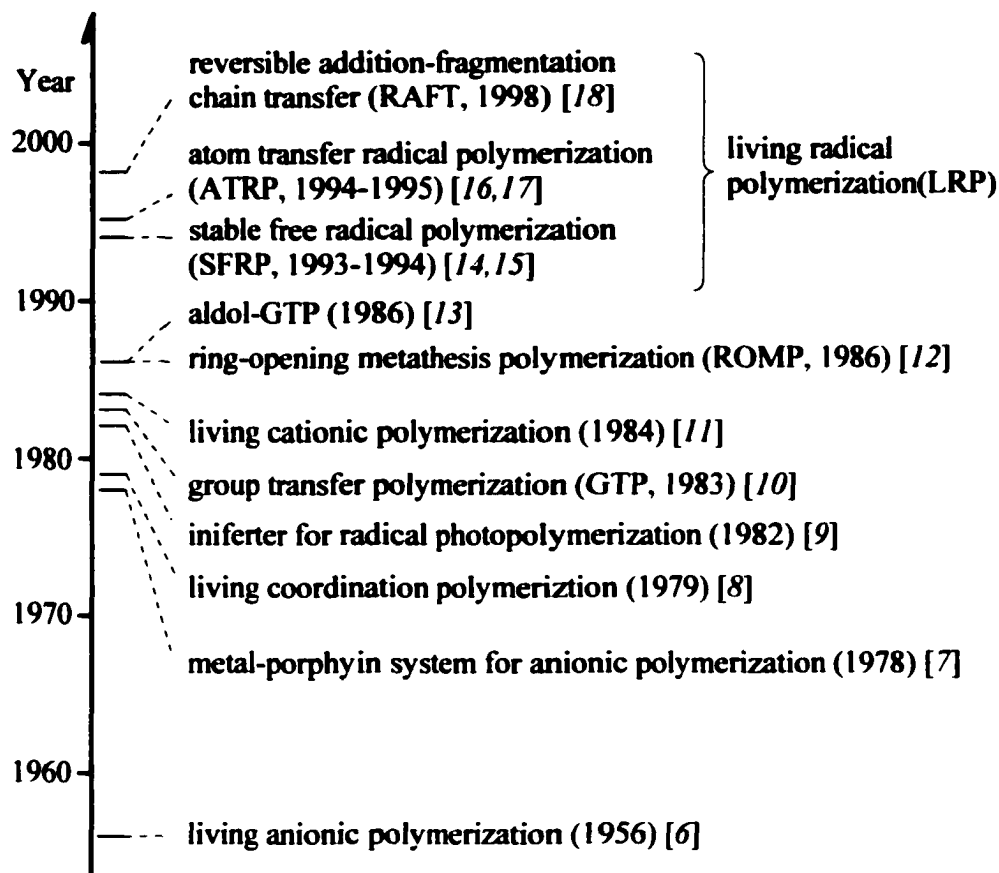 Year
2000
1990
1980
1970
1960
reversible addition-fragmentation
chain transfer (RAFT, 1998) [18]
atom transfer radical polymerization
(ATRP, 1994-1995) [16,17]
stable free radical polymerization
(SFRP, 1993-1994) [14,15]
living radical
polymerization(LRP)
aldol-GTP (1986) [13]
ring-opening metathesis polymerization (ROMP, 1986) [12]
living cationic polymerization (1984) [11]
group transfer polymerization (GTP, 1983) [10]
iniferter for radical photopolymerization (1982) [9]
living coordination polymeriztion (1979) [8]
metal-porphyin system for anionic polymerization (1978) [7]
living anionic polymerization (1956) [6]